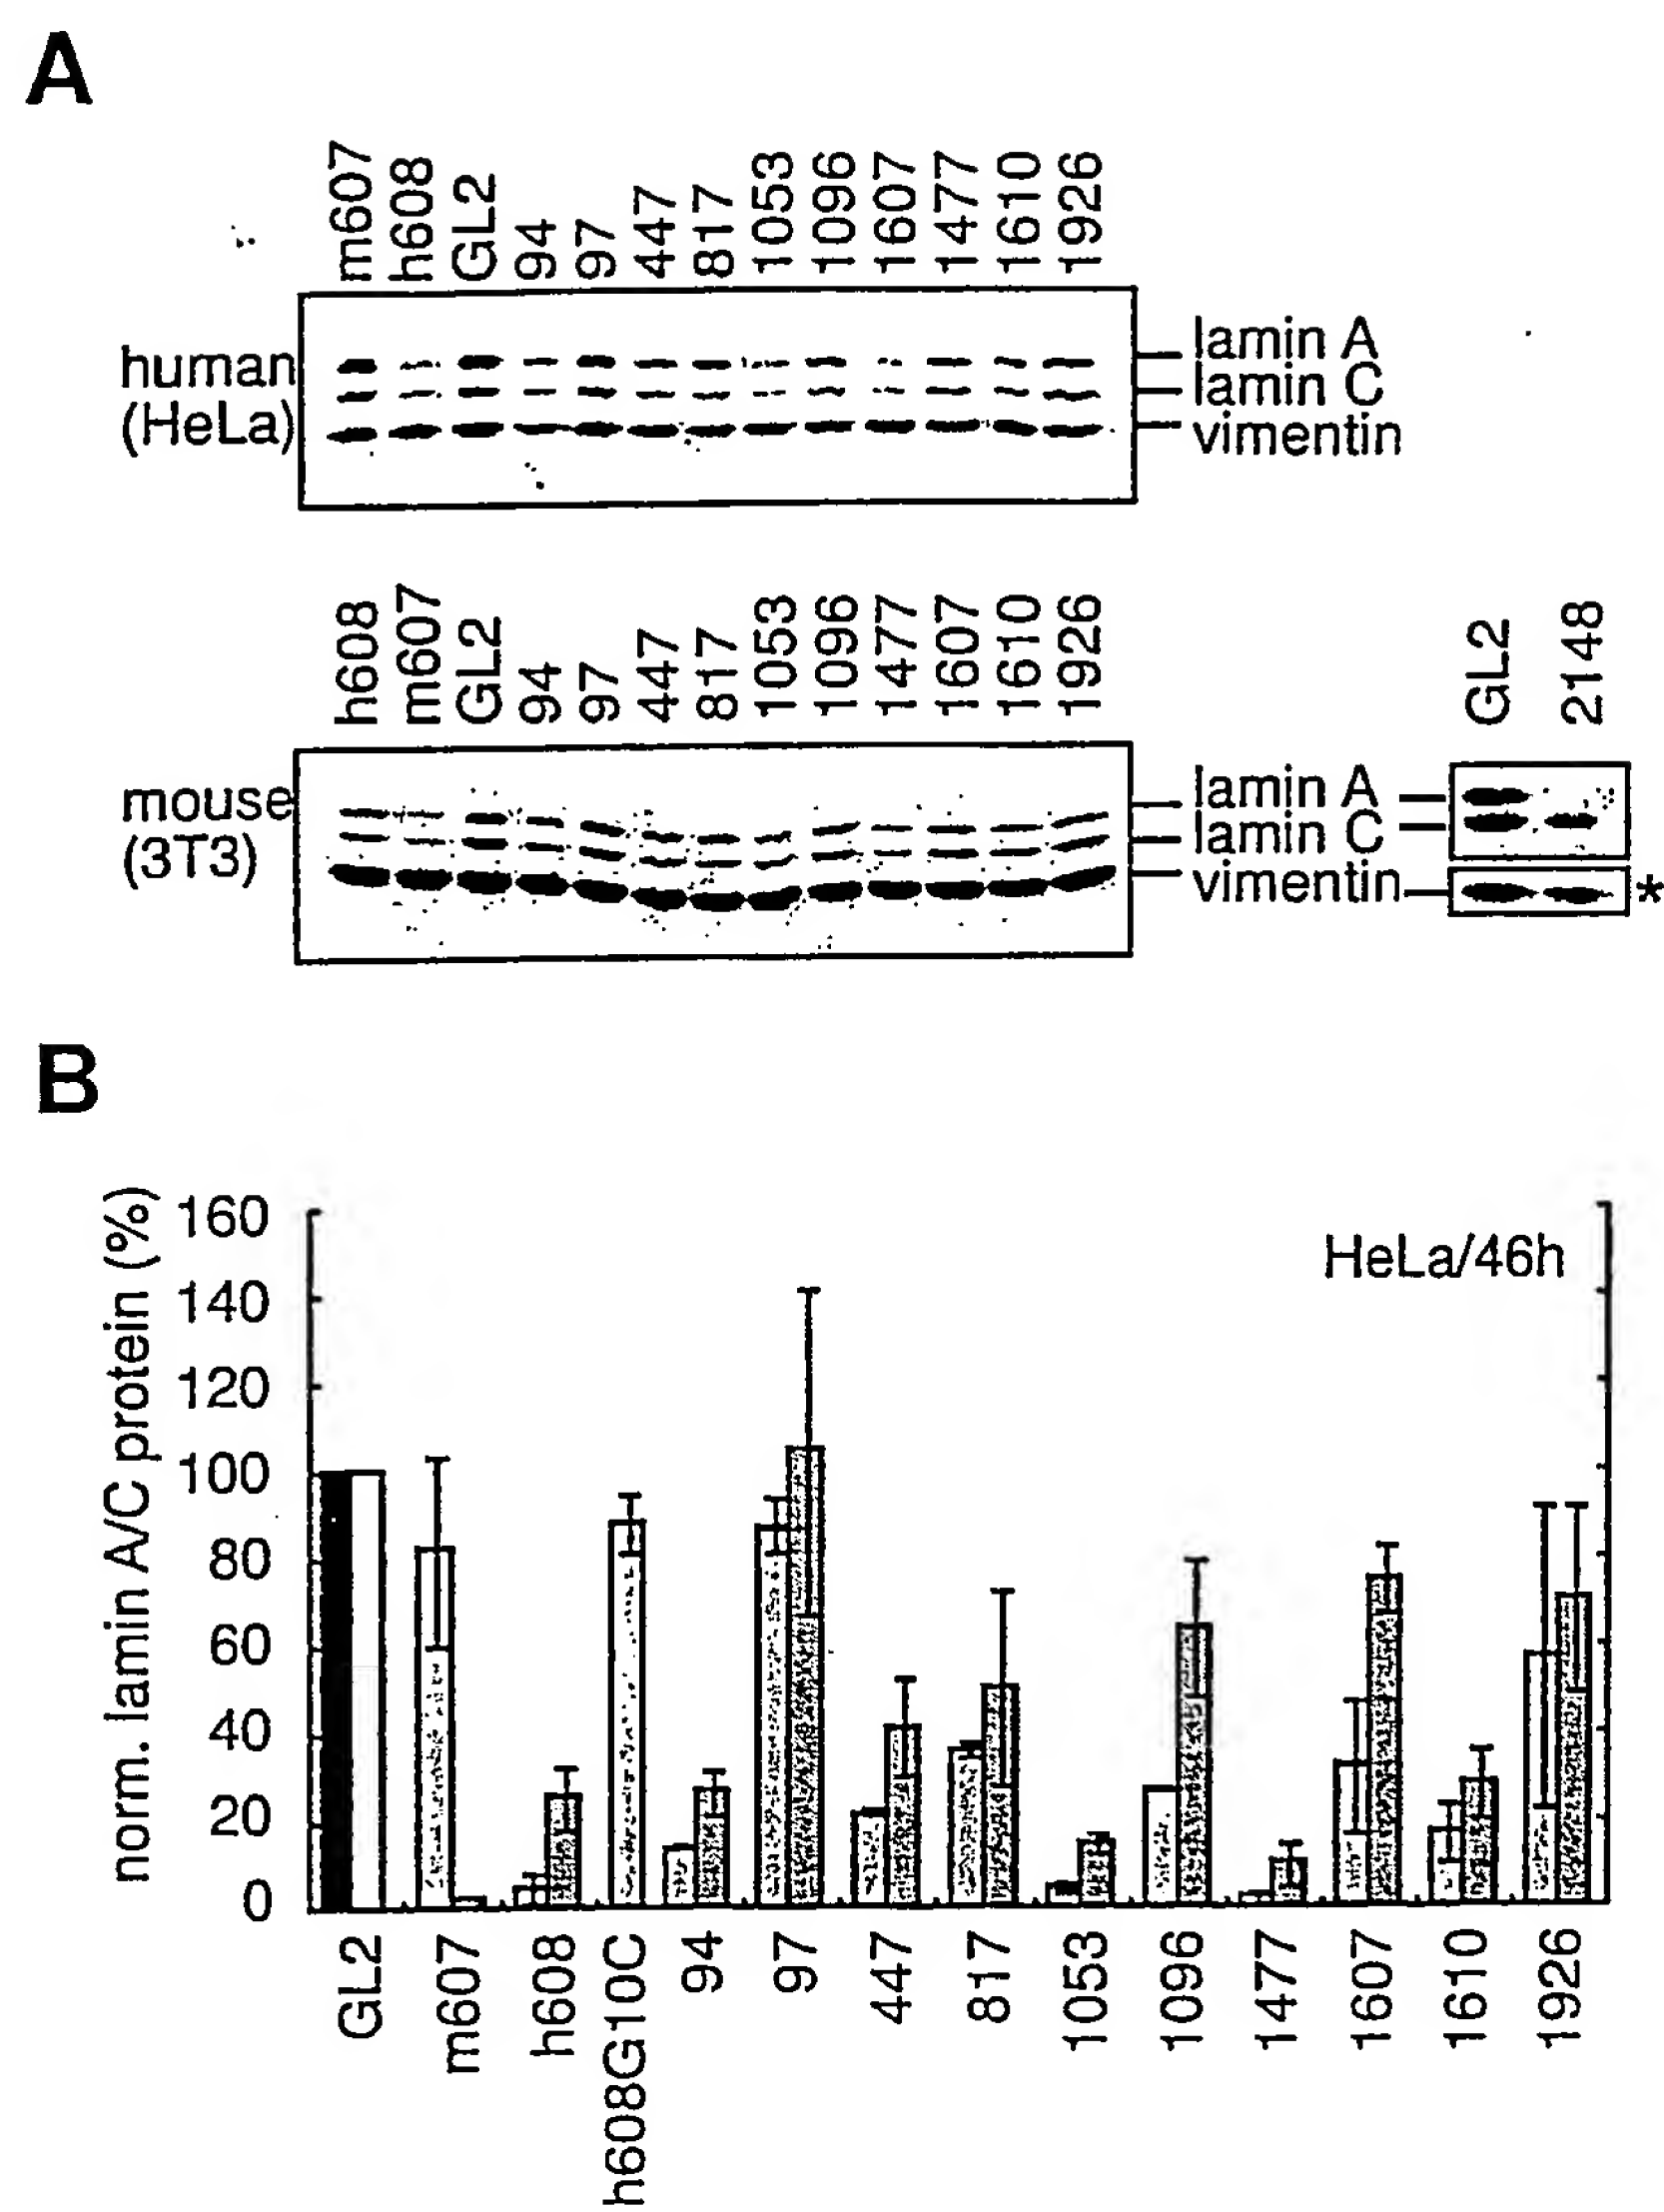 A
m607
h608
GL2
94
97
447
817
1053
1096
1607
1477
1610
1926
human
(HeLa)
lamin A
lamin C
vimentin
h608
m607
GL2
94
97
447
817
1053
1096
1477
1607
1610
1926
GL2
2148
mouse
(3T3)
lamin A
lamin C
vimentin
*
B
norm. lamin A/C protein (%)
160
140
120
100
80
60
40
20
0
HeLa/46h
GL2
m607
h608
h608G10C
94
97
447
817
1053
1096
1477
1607
1610
1926